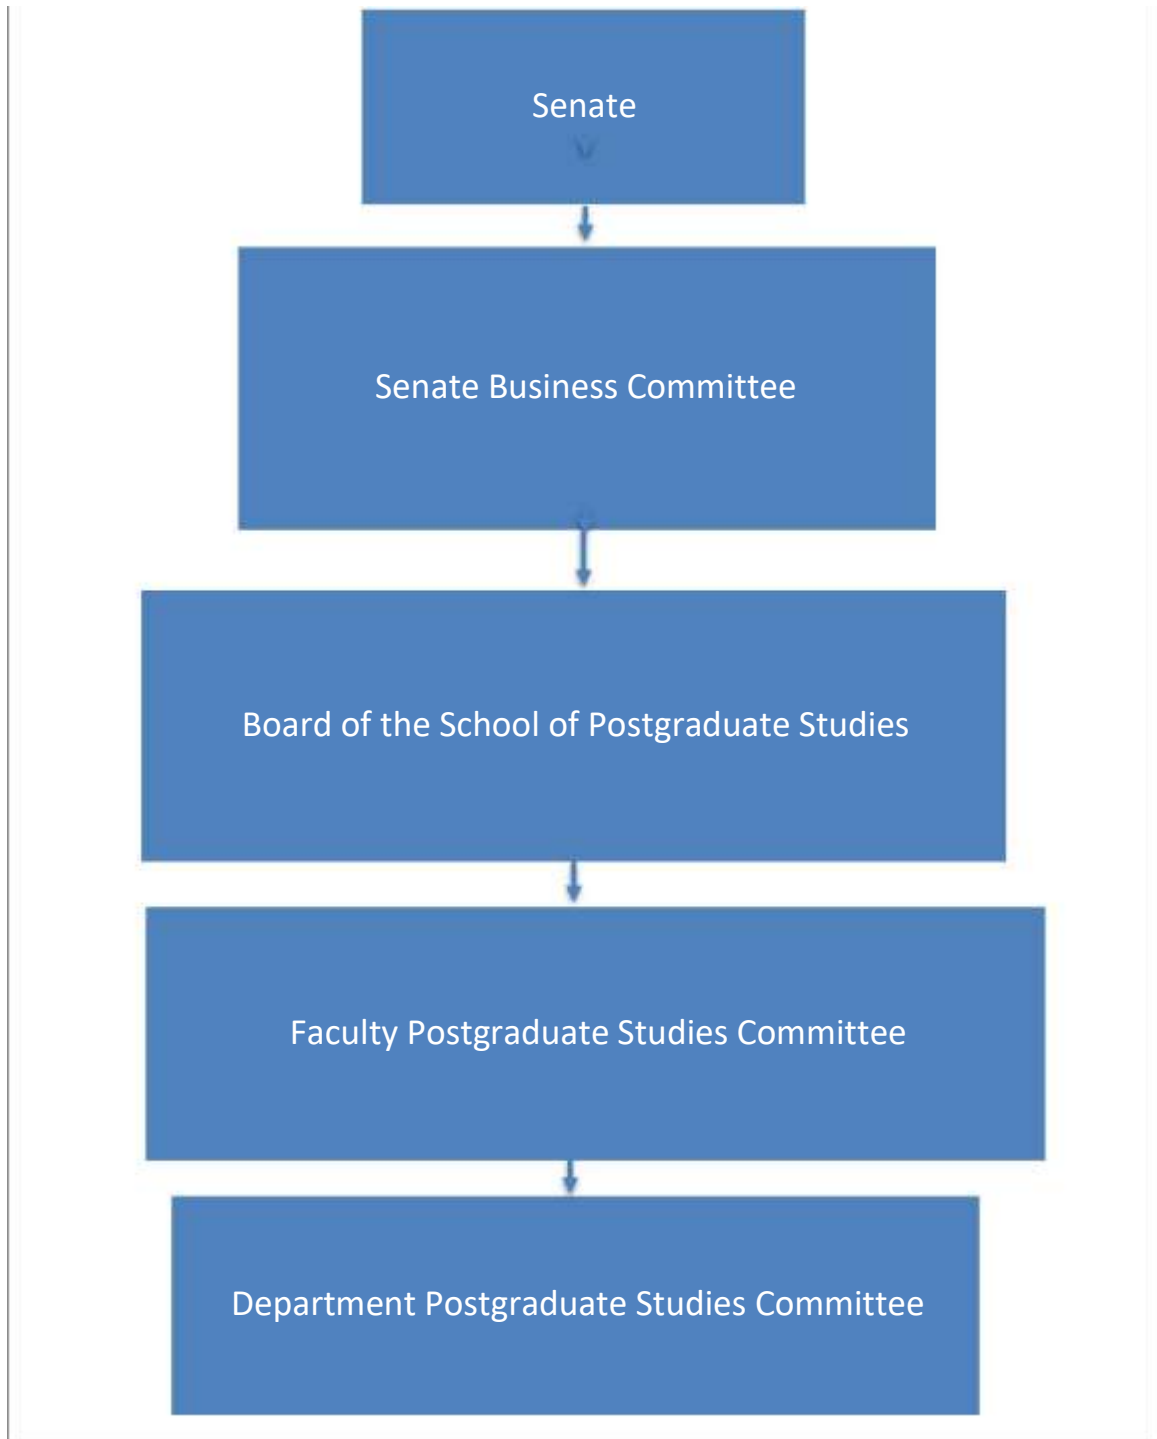 Senate
Senate Business Committee
Board of the School of Postgraduate Studies
Faculty Postgraduate Studies Committee
Department Postgraduate Studies Committee